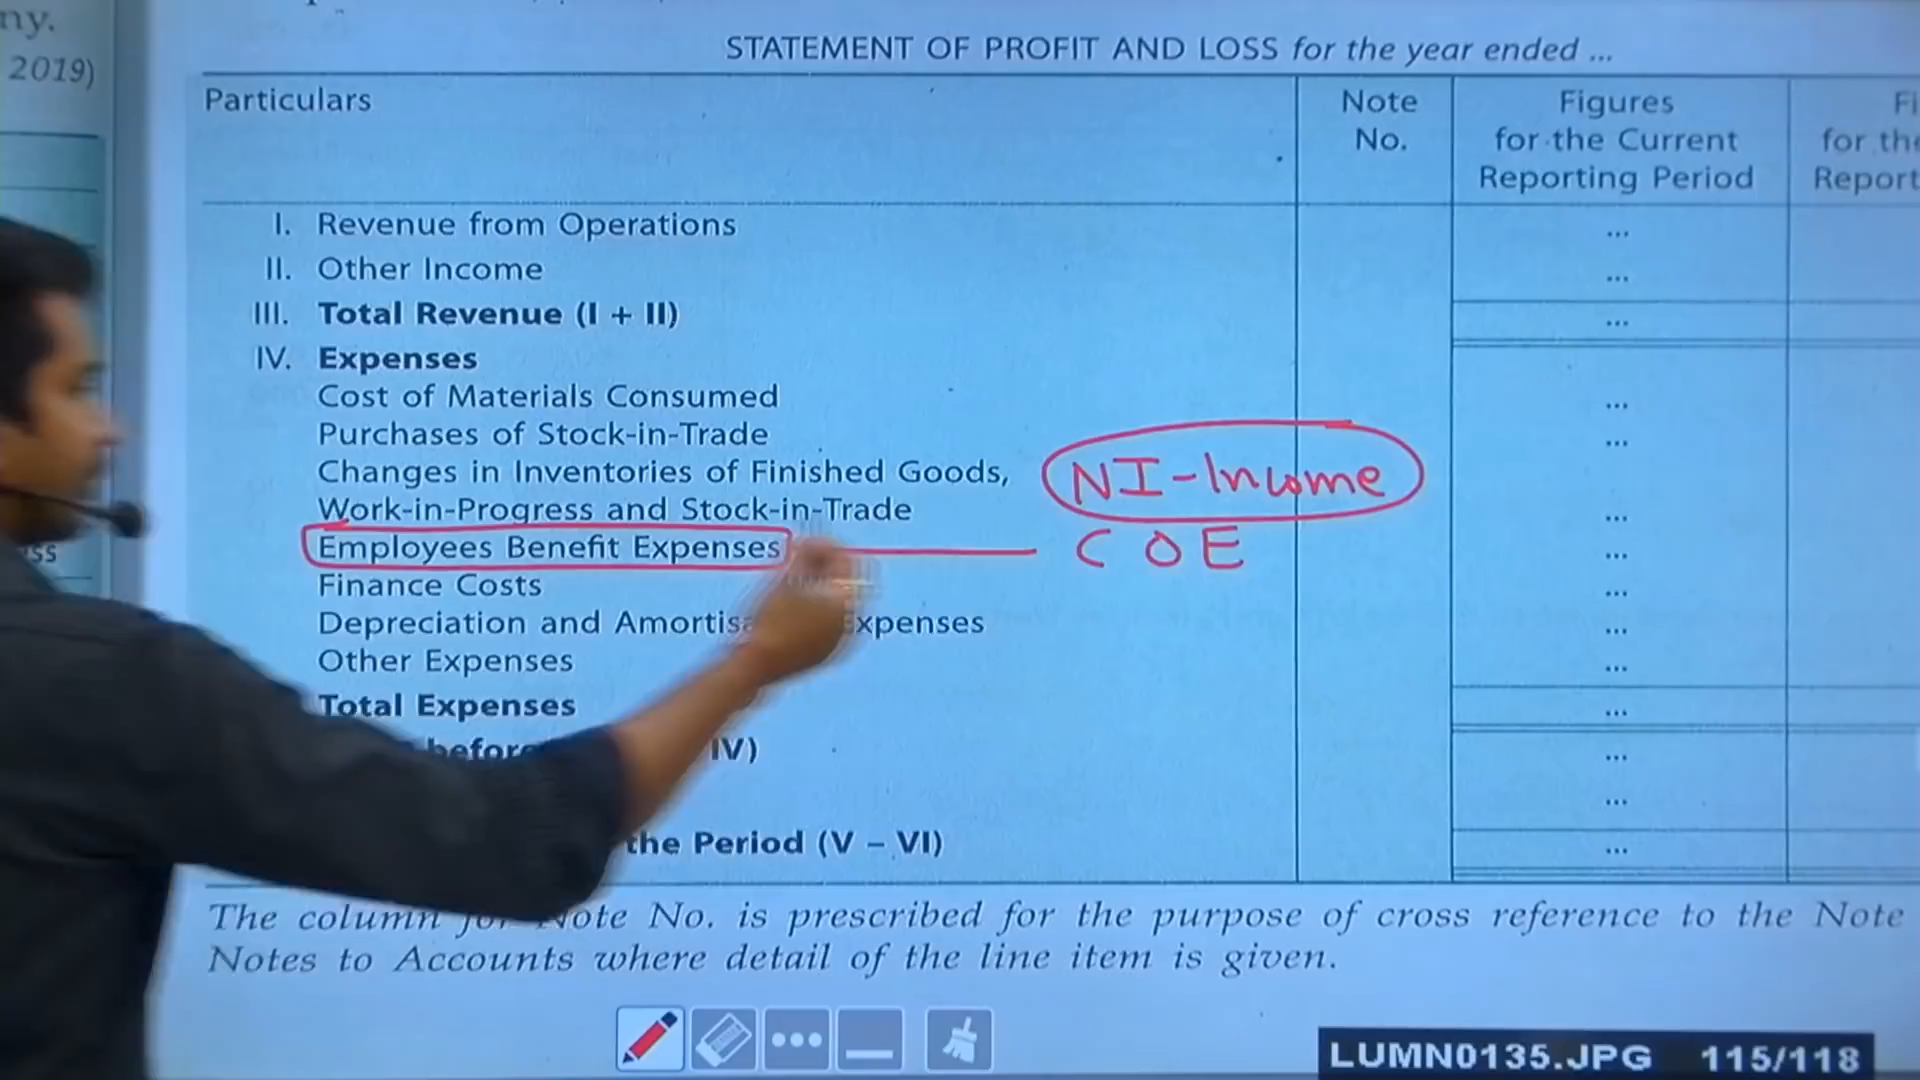 ny.
2019)
STATEMENT OF PROFIT AND LOSS for the year ended ...
Particulars
Note No.
Figures for the Current Reporting Period
for the
Report
I. Revenue from Operations ...
II. Other Income ...
III. Total Revenue (I + II) ...
IV. Expenses
Cost of Materials Consumed ...
Purchases of Stock-in-Trade ...
Changes in Inventories of Finished Goods,
Work-in-Progress and Stock-in-Trade ...
NI-Income
Employees Benefit Expenses ...
COE
Finance Costs ...
Depreciation and Expenses ...
Other Expenses ...
Total Expenses ...
before IV) ...
...
the Period (V – VI) ...
The column for Note No. is prescribed for the purpose of cross reference to the Note
Notes to Accounts where detail of the line item is given.
LUMN0135.JPG 115/118